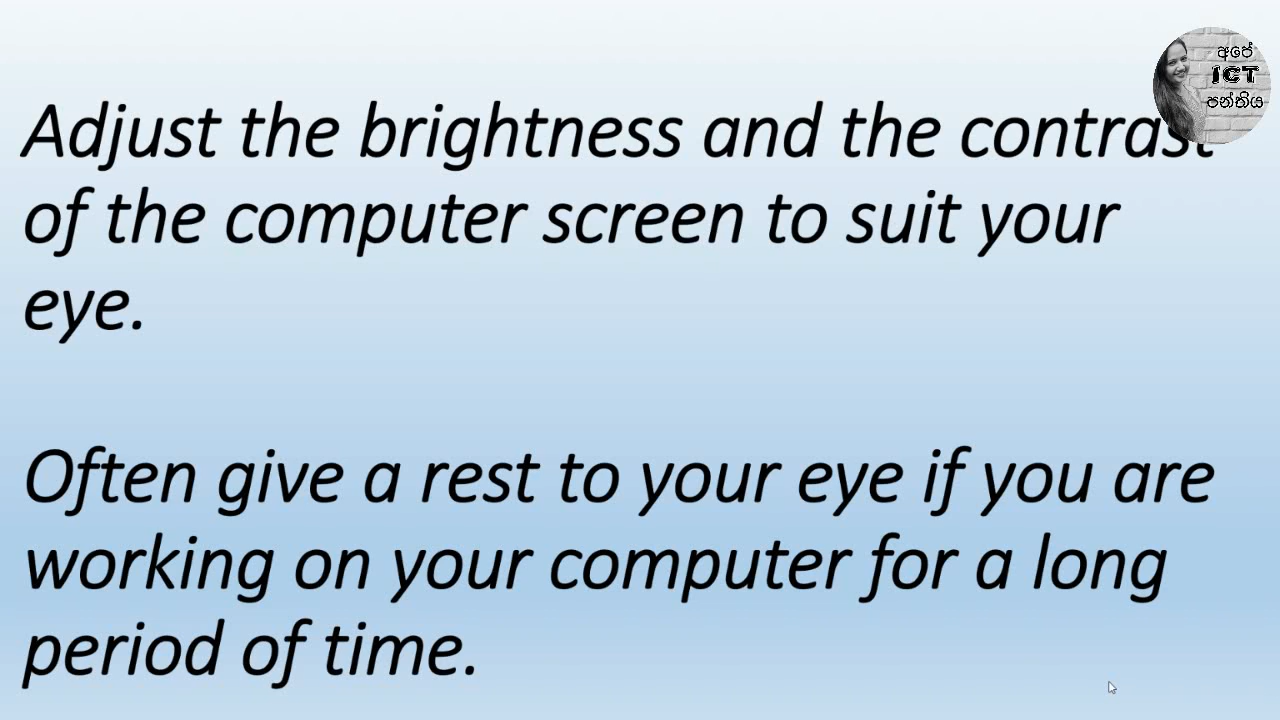 අපේ
ICT
පන්තිය
Adjust the brightness and the contrast
of the computer screen to suit your
eye.
Often give a rest to your eye if you are
working on your computer for a long
period of time.